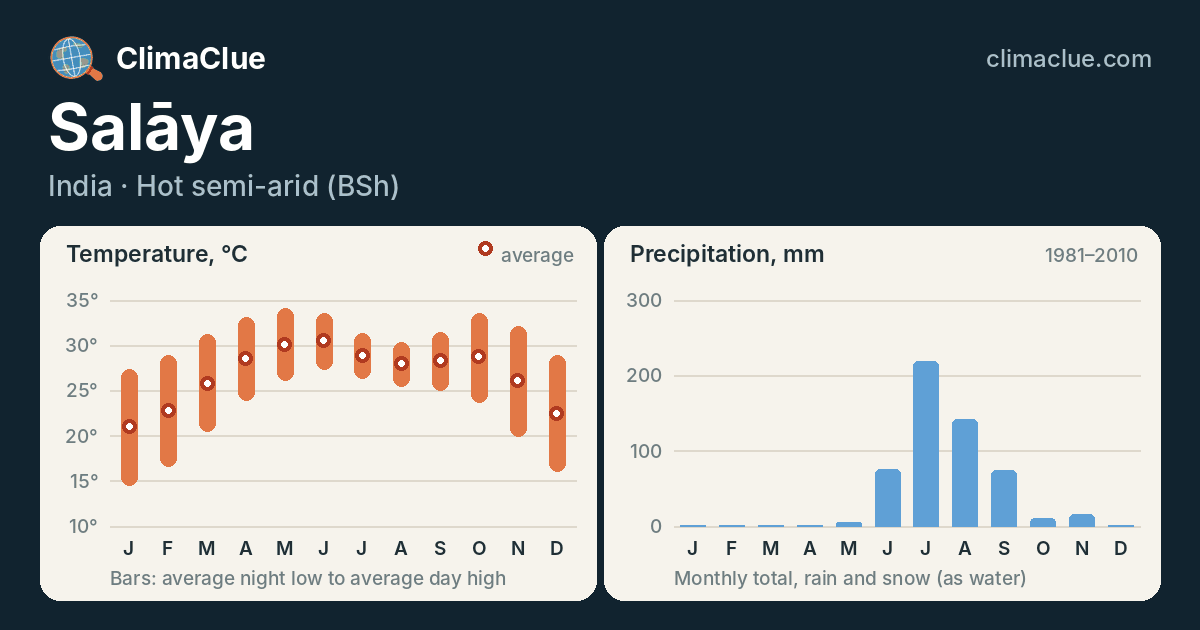 ClimaClue
climaclue.com
Salāya
India · Hot semi-arid (BSh)
Temperature, °C
average
35°
30°
25°
20°
15°
10°
J F M A M J J A S O N D
Bars: average night low to average day high
Precipitation, mm
1981–2010
300
200
100
0
J F M A M J J A S O N D
Monthly total, rain and snow (as water)